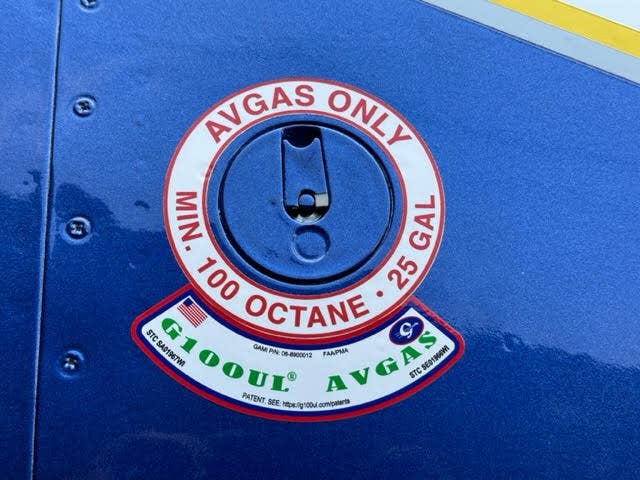 AVGAS ONLY
MIN. 100 OCTANE · 25 GAL
GAMI P/N: 06-8900012 FAA/PMA
G100UL® AVGAS
STC SA01967WI
STC SE01966WI
PATENT, SEE: https://g100ul.com/patents